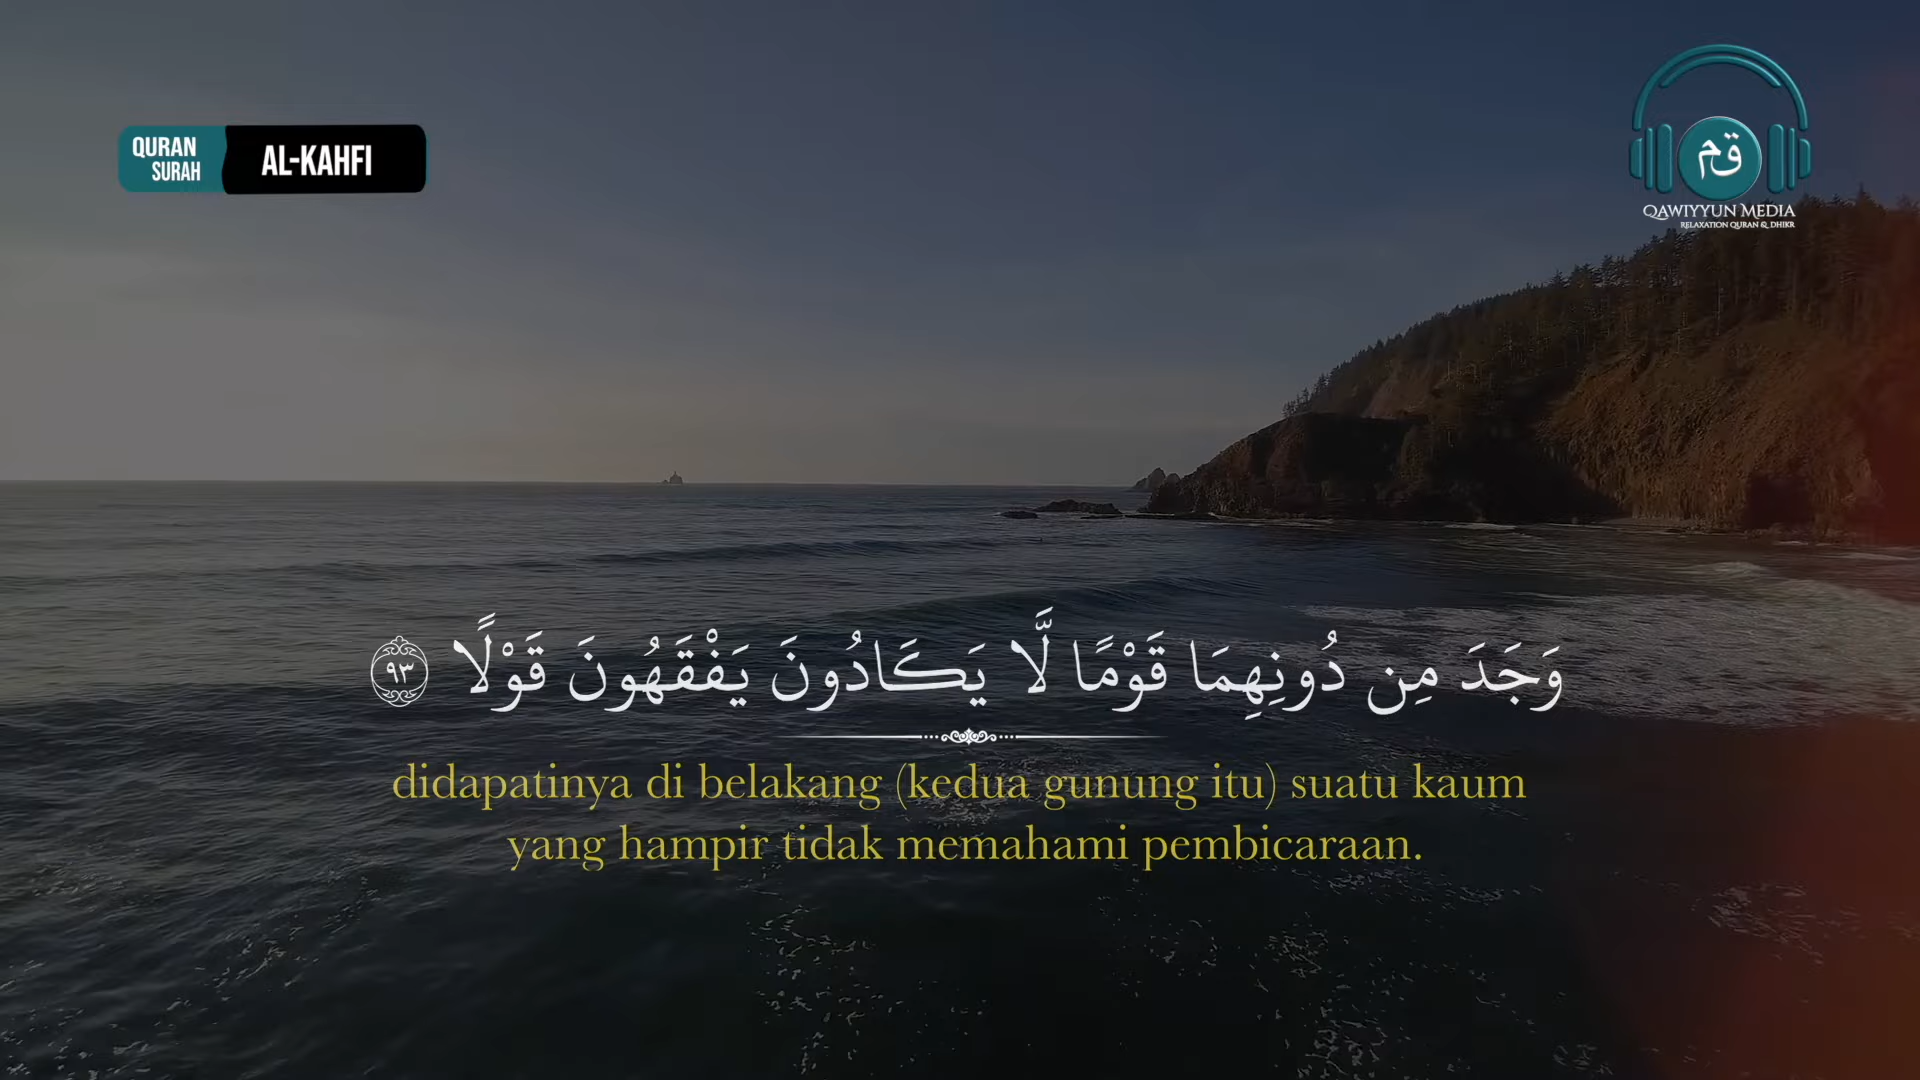 QURAN
SURAH
AL-KAHFI
قم
QAWIYYUN MEDIA
RELAXATION QURAN & DHIKR
وَجَدَ مِن دُونِهِمَا قَوْمًا لَّا يَكَادُونَ يَفْقَهُونَ قَوْلًا ٩٣
didapatinya di belakang (kedua gunung itu) suatu kaum
yang hampir tidak memahami pembicaraan.